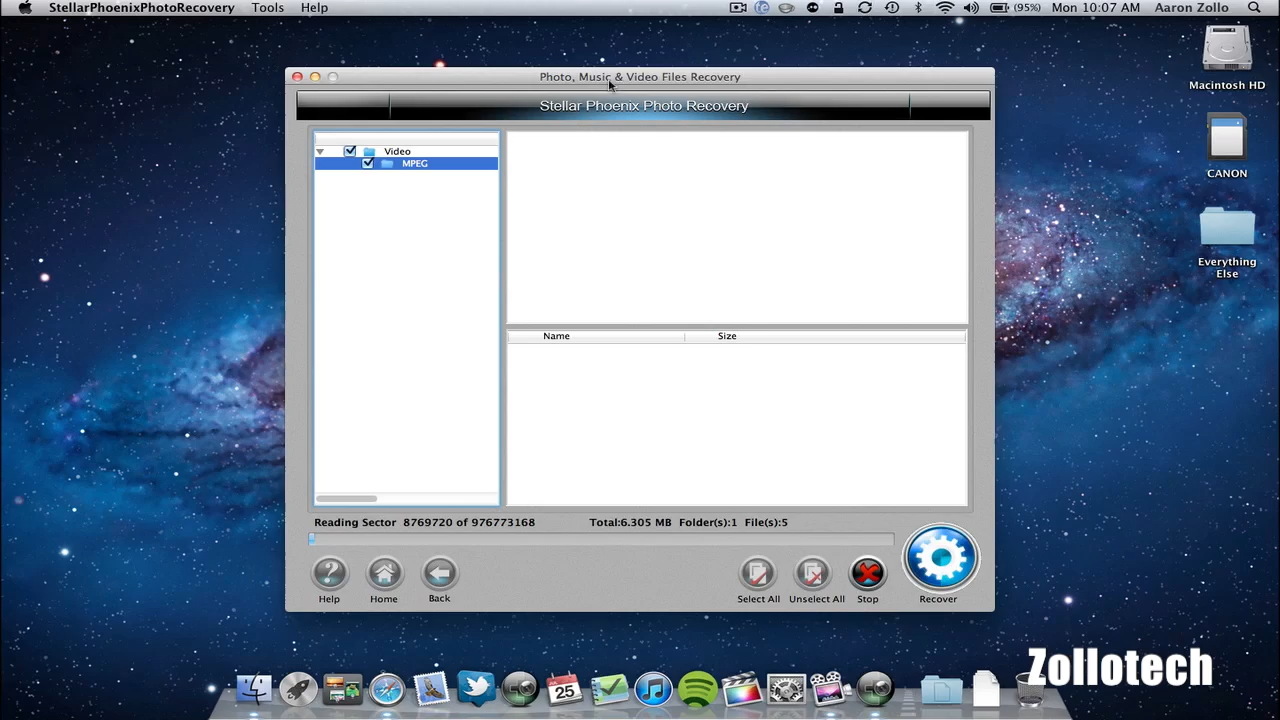 StellarPhoenixPhotoRecovery Tools Help (95%) Mon 10:07 AM Aaron Zollo
Photo, Music & Video Files Recovery
Stellar Phoenix Photo Recovery
Macintosh HD
Video
MPEG
CANON
Everything
Else
Name Size
Reading Sector 8769720 of 976773168 Total:6.305 MB Folder(s):1 File(s):5
Help Home Back Select All Unselect All Stop Recover
Zollotech
25